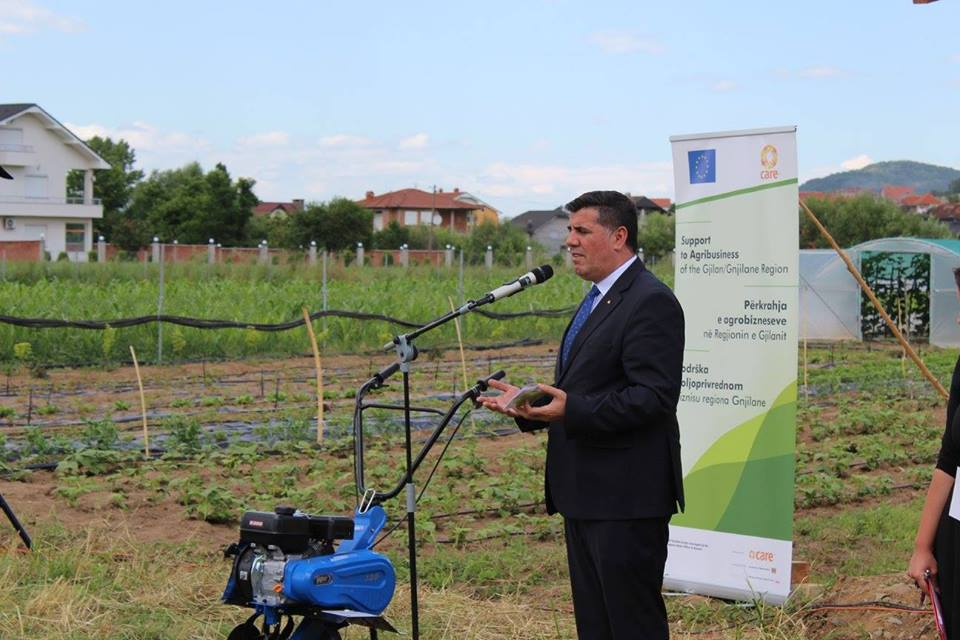 care
Support
to Agribusiness
of the Gjilan/Gnjilane Region
Përkrahja
e agrobizneseve
në Regjionin e Gjilanit
odrška
oljoprivrednom
iznisu regiona Gnjilane
care